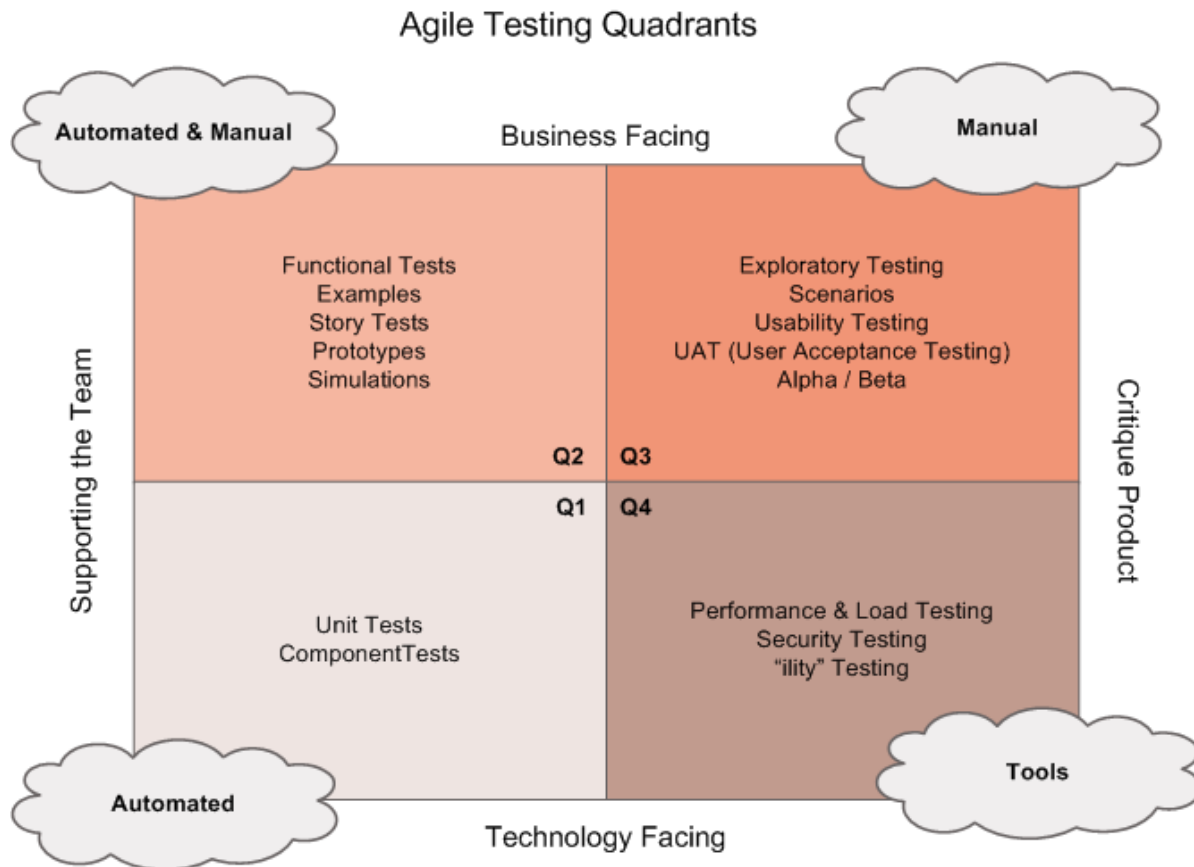 Agile Testing Quadrants
Automated & Manual
Business Facing
Manual
Functional Tests
Examples
Story Tests
Prototypes
Simulations
Exploratory Testing
Scenarios
Usability Testing
UAT (User Acceptance Testing)
Alpha / Beta
Supporting the Team
Critique Product
Q2
Q3
Q1
Q4
Unit Tests
ComponentTests
Performance & Load Testing
Security Testing
“ility” Testing
Automated
Tools
Technology Facing